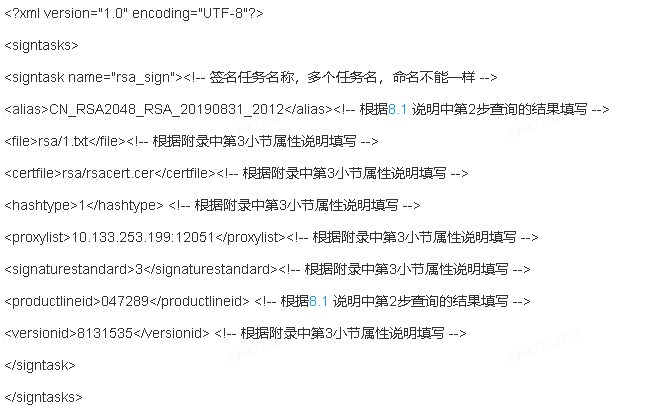 <?xml version="1.0" encoding="UTF-8"?>
<signtasks>
<signtask name="rsa_sign"><!-- 签名任务名称，多个任务名，命名不能一样 -->
<alias>CN_RSA2048_RSA_20190831_2012</alias><!-- 根据8.1 说明中第2步查询的结果填写 -->
<file>rsa/1.txt</file><!-- 根据附录中第3小节属性说明填写 -->
<certfile>rsa/rsacert.cer</certfile><!-- 根据附录中第3小节属性说明填写 -->
<hashtype>1</hashtype> <!-- 根据附录中第3小节属性说明填写 -->
<proxylist>10.133.253.199:12051</proxylist><!-- 根据附录中第3小节属性说明填写 -->
<signaturestandard>3</signaturestandard><!-- 根据附录中第3小节属性说明填写 -->
<productlineid>047289</productlineid> <!-- 根据8.1 说明中第2步查询的结果填写 -->
<versionid>8131535</versionid> <!-- 根据附录中第3小节属性说明填写 -->
</signtask>
</signtasks>